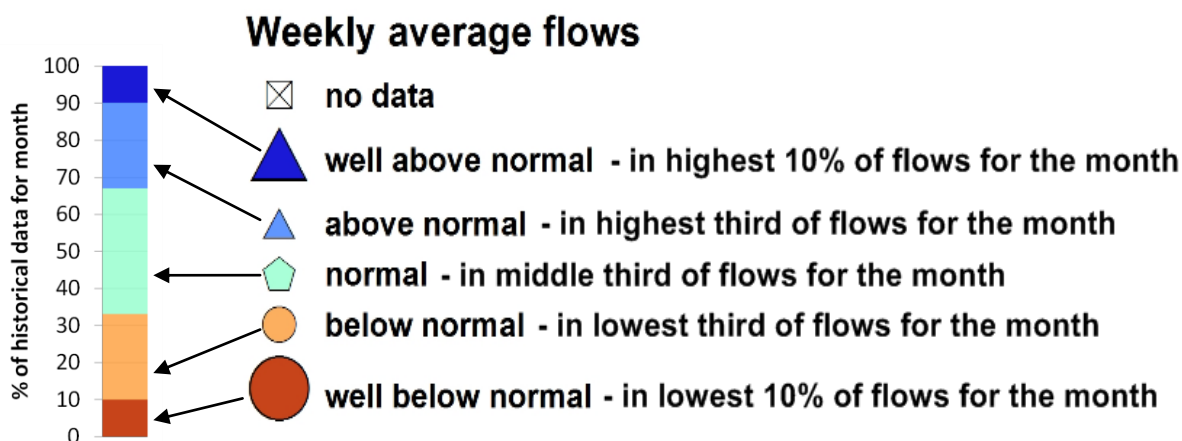 Weekly average flows
% of historical data for month
100
90
80
70
60
50
40
30
20
10
0
no data
well above normal - in highest 10% of flows for the month
above normal - in highest third of flows for the month
normal - in middle third of flows for the month
below normal - in lowest third of flows for the month
well below normal - in lowest 10% of flows for the month